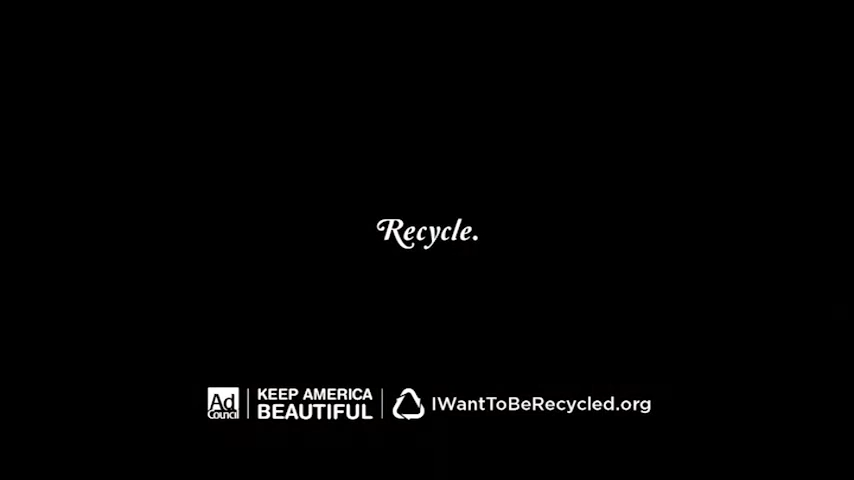 Recycle.
Ad Council | KEEP AMERICA BEAUTIFUL | IWantToBeRecycled.org